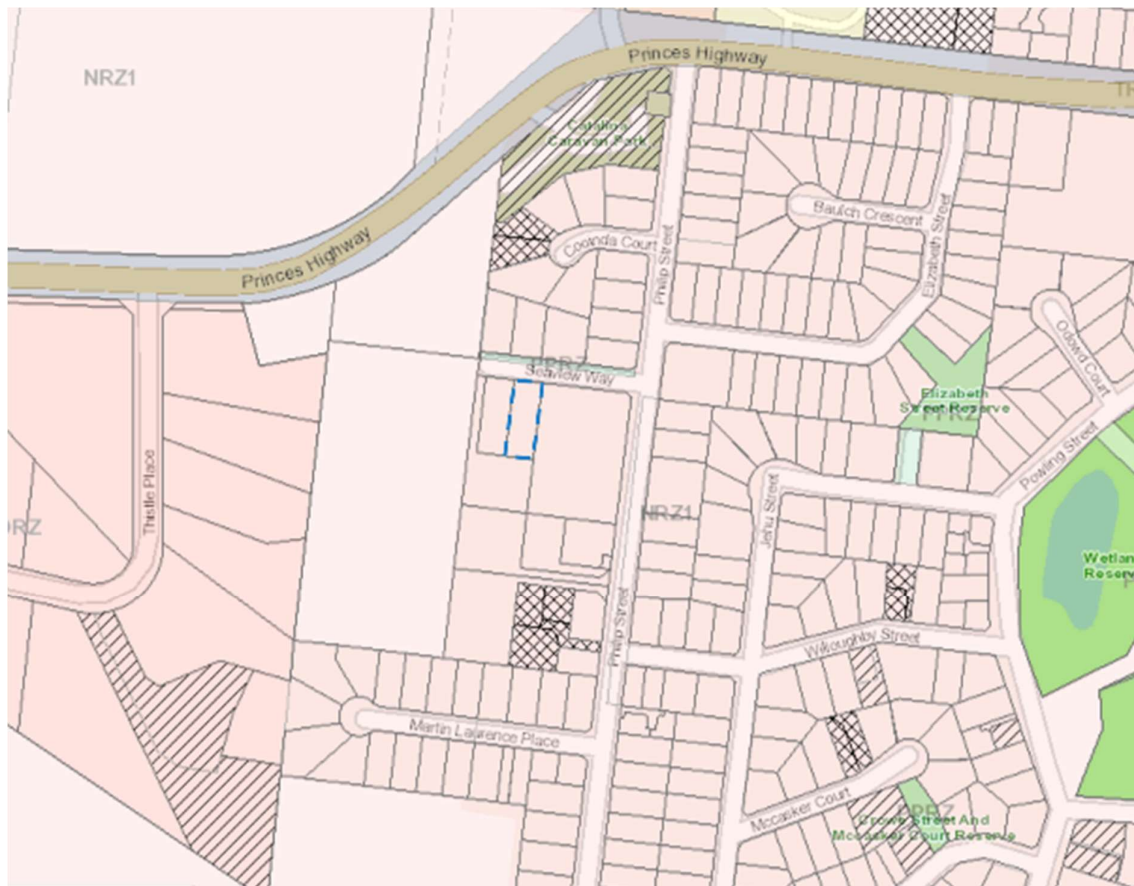 Princes Highway
NRZ1
Catalina
Caravan Park
Baulch Crescent
Coonda Court
Philip Street
Elizabeth Street
Princes Highway
Odowd Court
PPRZ
Seaview Way
Elizabeth
Street Reserve
PPRZ
Powling Street
Thistle Place
Jehu Street
NRZ1
Wetlan
Reserv
Philip Street
Willoughby Street
Martin Laurence Place
Mccasker Court
PPRZ
Crowe Street And
Mccasker Court Reserve